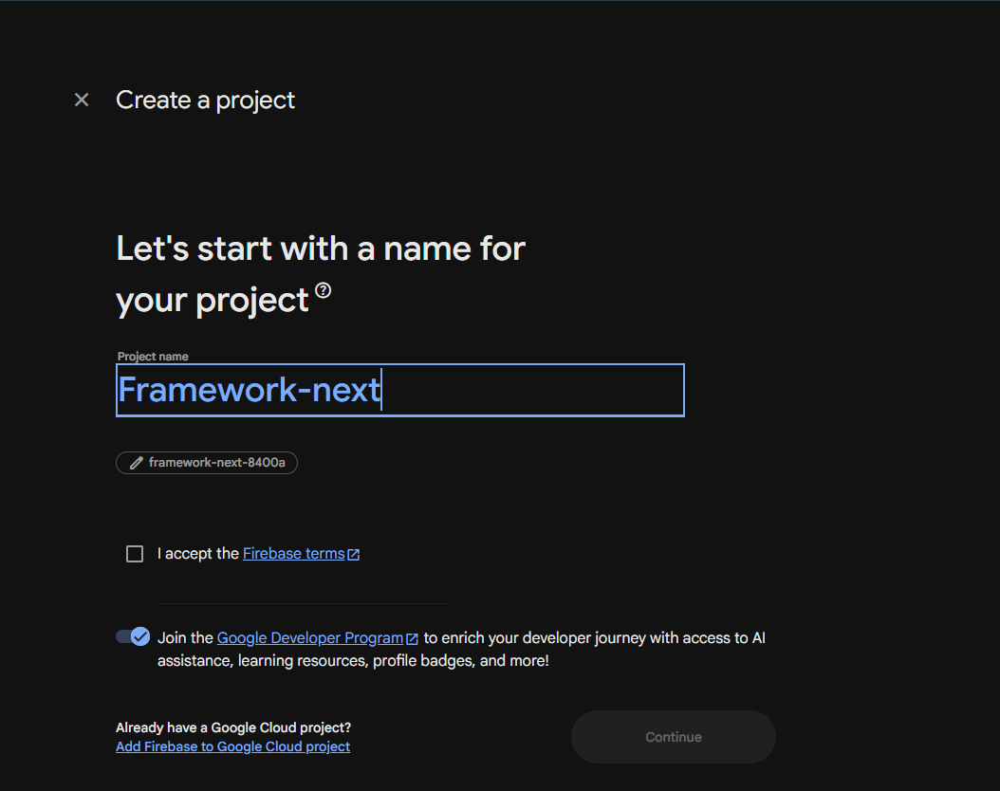 Create a project
Let's start with a name for
your project
Project name
Framework-next
framework-next-8400a
I accept the Firebase terms
Join the Google Developer Program to enrich your developer journey with access to AI
assistance, learning resources, profile badges, and more!
Already have a Google Cloud project?
Add Firebase to Google Cloud project
Continue